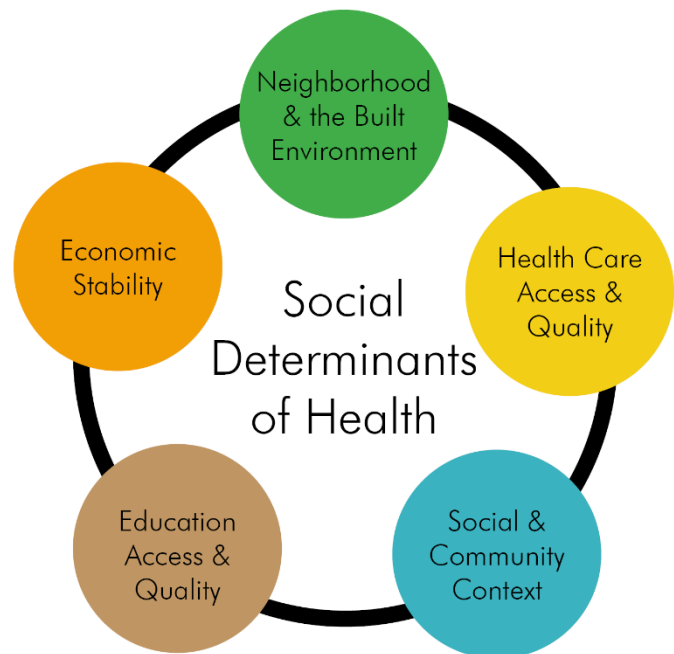 Neighborhood
& the Built
Environment
Health Care
Access &
Quality
Social &
Community
Context
Education
Access &
Quality
Economic
Stability
Social
Determinants
of Health